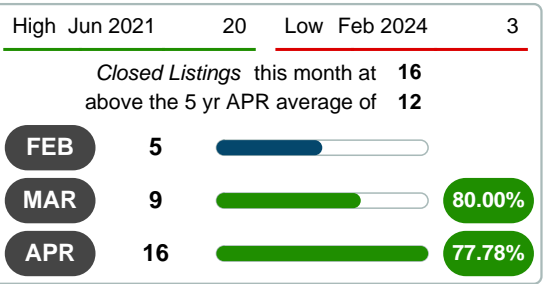 High Jun 2021 20 Low Feb 2024 3
Closed Listings this month at 16
above the 5 yr APR average of 12
FEB 5
MAR 9 80.00%
APR 16 77.78%